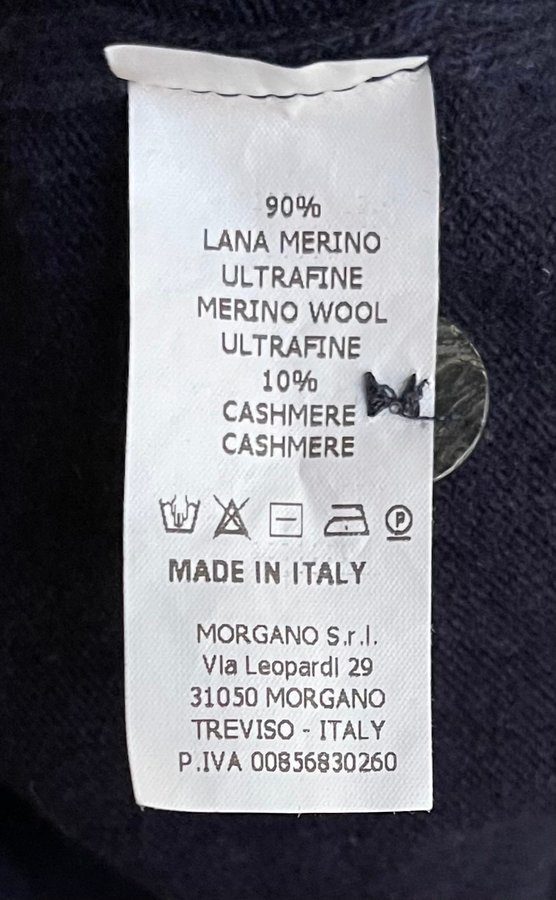 90%
LANA MERINO
ULTRAFINE
MERINO WOOL
ULTRAFINE
10%
CASHMERE
CASHMERE
P
MADE IN ITALY
MORGANO S.r.l.
Via Leopardi 29
31050 MORGANO
TREVISO - ITALY
P.IVA 00856830260